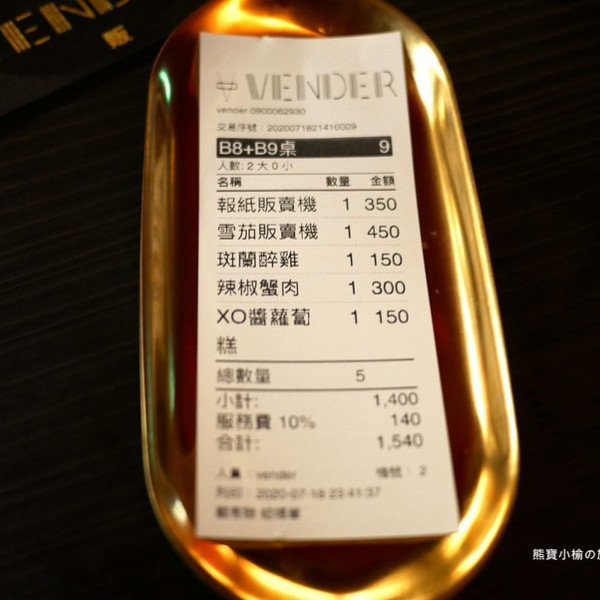 VENDE
販
VENDER
vender 0900062930
交易序號：2020071821410009
B8+B9桌 9
人數: 2 大 0 小
名稱 數量 金額
報紙販賣機 1 350
雪茄販賣機 1 450
斑蘭醉雞 1 150
辣椒蟹肉 1 300
XO醬蘿蔔 1 150
糕
總數量 5
小計: 1,400
服務費 10% 140
合計: 1,540
人員：vender 機號：2
列印：2020-07-18 23:41:37
熊寶小榆の